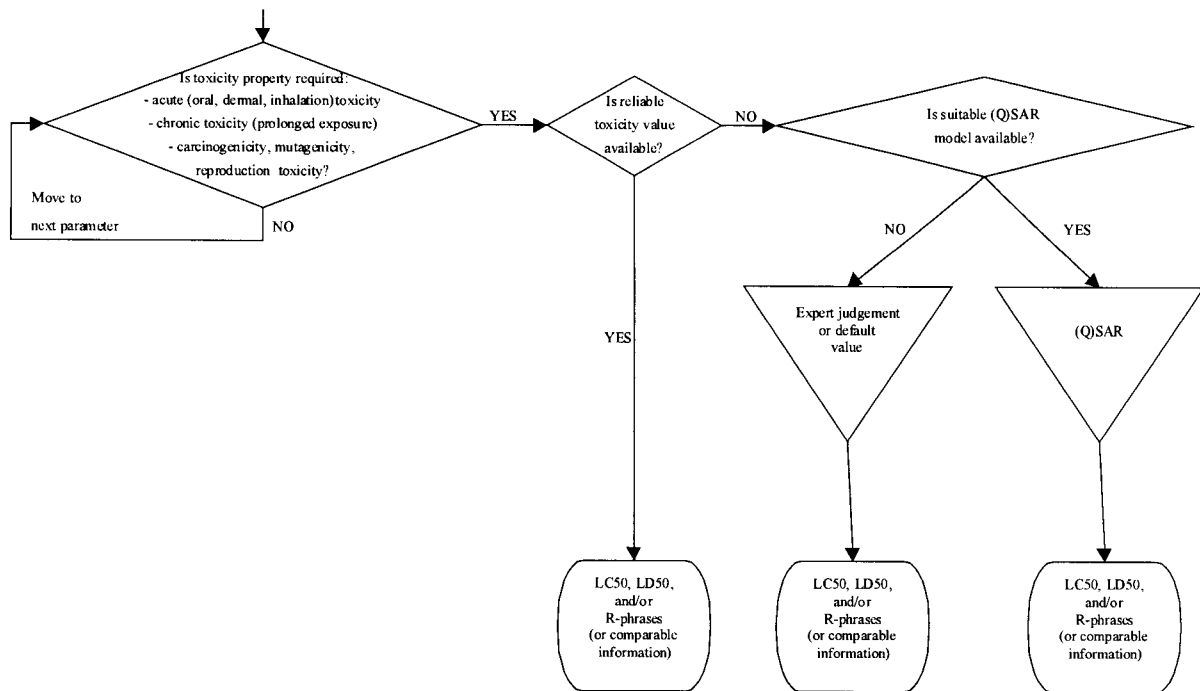 Is toxicity property required:
- acute (oral, dermal, inhalation)toxicity
- chronic toxicity (prolonged exposure)
- carcinogenicity, mutagenicity,
reproduction toxicity?
Move to
next parameter
NO
YES
Is reliable
toxicity value
available?
NO
Is suitable (Q)SAR
model available?
YES
NO
YES
Expert judgement
or default
value
(Q)SAR
LC50, LD50,
and/or
R-phrases
(or comparable
information)
LC50, LD50,
and/or
R-phrases
(or comparable
information)
LC50, LD50,
and/or
R-phrases
(or comparable
information)